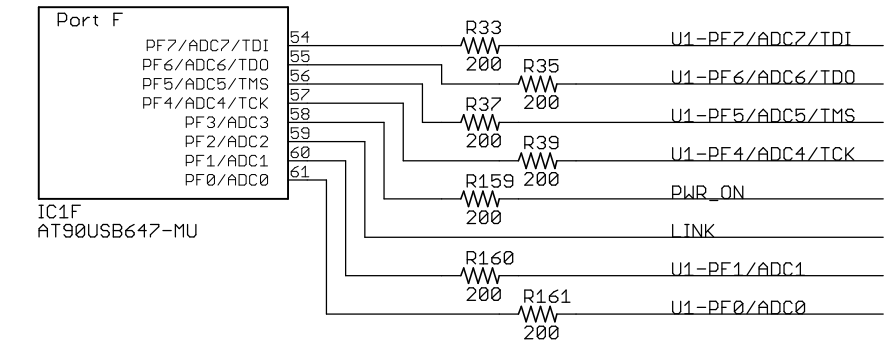 Port F
PF7/ADC7/TDI 54 R33 200 U1-PF7/ADC7/TDI
PF6/ADC6/TDO 55 R35 200 U1-PF6/ADC6/TDO
PF5/ADC5/TMS 56 R37 200 U1-PF5/ADC5/TMS
PF4/ADC4/TCK 57 R39 200 U1-PF4/ADC4/TCK
PF3/ADC3 58 R159 200 PWR_ON
PF2/ADC2 59 LINK
PF1/ADC1 60 R160 200 U1-PF1/ADC1
PF0/ADC0 61 R161 200 U1-PF0/ADC0
IC1F
AT90USB647-MU